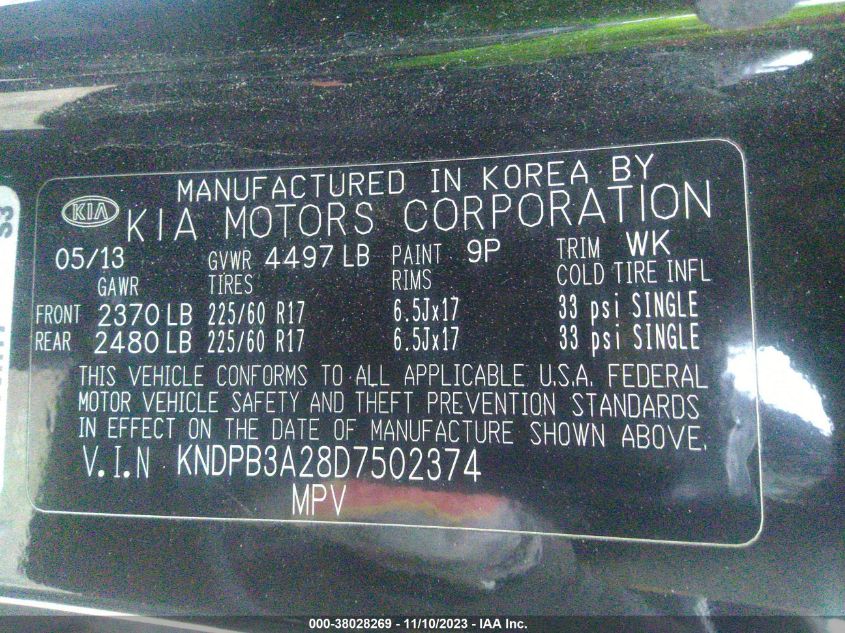 MANUFACTURED IN KOREA BY
KIA KIA MOTORS CORPORATION
05/13 GVWR 4497 LB PAINT 9P TRIM WK
GAWR TIRES RIMS COLD TIRE INFL
FRONT 2370 LB 225/60 R17 6.5Jx17 33 psi SINGLE
REAR 2480 LB 225/60 R17 6.5Jx17 33 psi SINGLE
THIS VEHICLE CONFORMS TO ALL APPLICABLE U.S.A. FEDERAL
MOTOR VEHICLE SAFETY AND THEFT PREVENTION STANDARDS
IN EFFECT ON THE DATE OF MANUFACTURE SHOWN ABOVE.
V.I.N KNDPB3A28D7502374
MPV
000-38028269 - 11/10/2023 - IAA Inc.